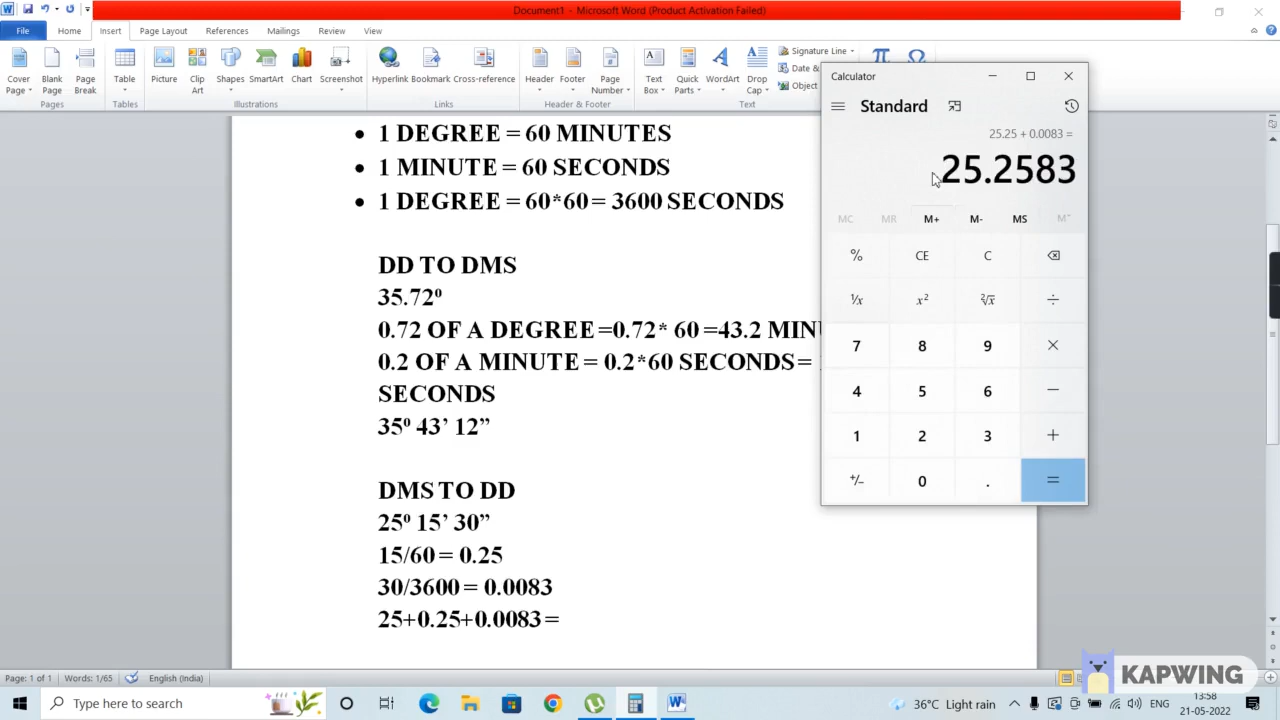 Document1 - Microsoft Word (Product Activation Failed)
File Home Insert Page Layout References Mailings Review View
Cover Page Blank Page Page Break Table Picture Clip Art Shapes SmartArt Chart Screenshot Hyperlink Bookmark Cross-reference Header Footer Page Number Text Box Quick Parts WordArt Drop Cap Signature Line
Date &
Object
Pages Tables Illustrations Links Header & Footer Text
• 1 DEGREE = 60 MINUTES
• 1 MINUTE = 60 SECONDS
• 1 DEGREE = 60*60= 3600 SECONDS
DD TO DMS
35.72⁰
0.72 OF A DEGREE =0.72* 60 =43.2 MINU
0.2 OF A MINUTE = 0.2*60 SECONDS=
SECONDS
35⁰ 43’ 12”
DMS TO DD
25⁰ 15’ 30”
15/60 = 0.25
30/3600 = 0.0083
25+0.25+0.0083 =
Calculator
Standard
25.25 + 0.0083 =
25.2583
MC MR M+ M- MS M˅
% CE C
¹/x x² ²√x ÷
7 8 9 ×
4 5 6 −
1 2 3 +
+/− 0 . =
Page: 1 of 1 Words: 1/65 English (India)
KAPWING
Type here to search
36°C Light rain
ENG
13:58
21-05-2022